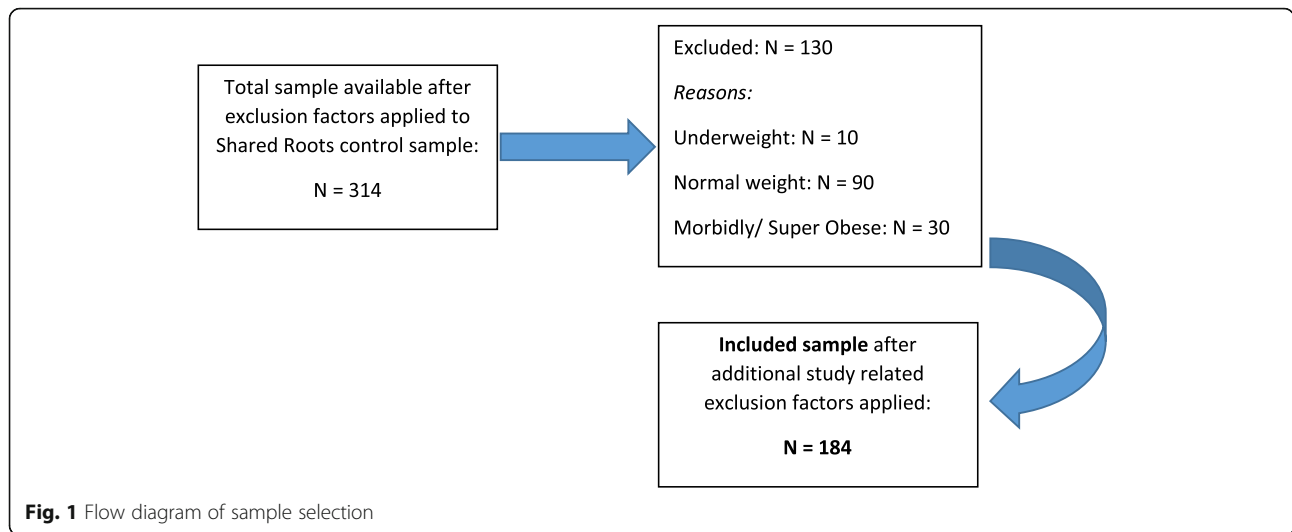 Total sample available after
exclusion factors applied to
Shared Roots control sample:
N = 314
Excluded: N = 130
Reasons:
Underweight: N = 10
Normal weight: N = 90
Morbidly/ Super Obese: N = 30
Included sample after
additional study related
exclusion factors applied:
N = 184
Fig. 1 Flow diagram of sample selection